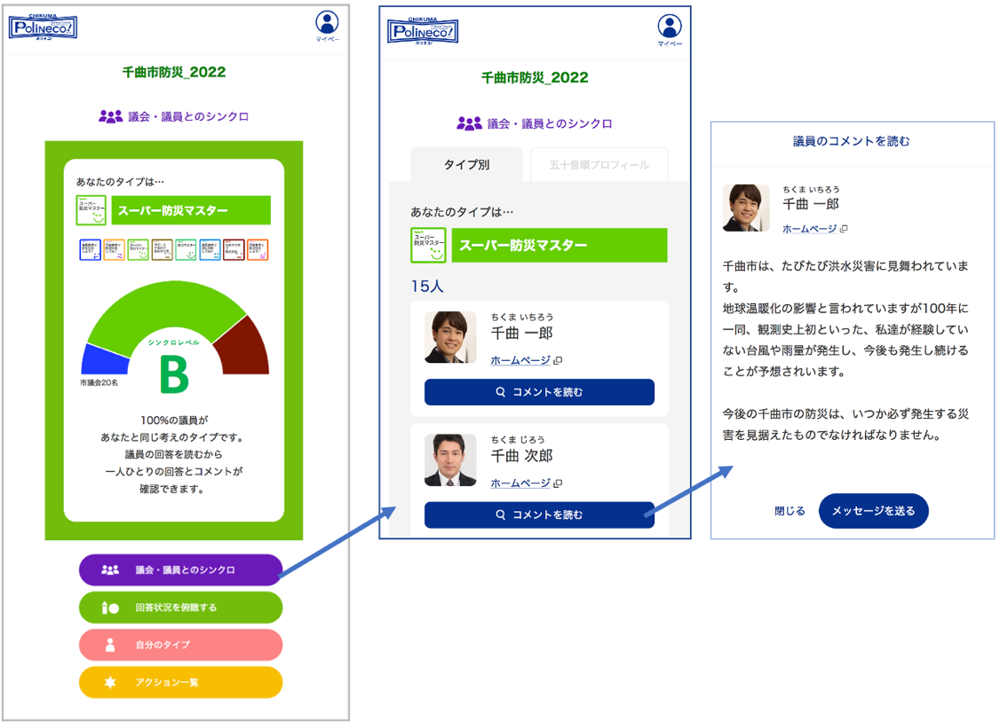 CHIKUMA
Polineco!
ポリネコ!
マイペー
千曲市防災_2022
議会・議員とのシンクロ
あなたのタイプは…
スーパー
防災マスター
スーパー防災マスター
シンクロレベル
B
市議会20名
100%の議員が
あなたと同じ考えのタイプです。
議員の回答を読むから
一人ひとりの回答とコメントが
確認できます。
議会・議員とのシンクロ
回答状況を俯瞰する
自分のタイプ
アクション一覧
CHIKUMA
Polineco!
ポリネコ!
マイペー
千曲市防災_2022
議会・議員とのシンクロ
タイプ別
五十音順プロフィール
あなたのタイプは…
スーパー
防災マスター
スーパー防災マスター
15人
ちくま いちろう
千曲 一郎
ホームページ
コメントを読む
ちくま じろう
千曲 次郎
ホームページ
コメントを読む
議員のコメントを読む
ちくま いちろう
千曲 一郎
ホームページ
千曲市は、たびたび洪水災害に見舞われていま
す。
地球温暖化の影響と言われていますが100年に
一同、観測史上初といった、私達が経験してい
ない台風や雨量が発生し、今後も発生し続ける
ことが予想されいます。
今後の千曲市の防災は、いつか必ず発生する災
害を見据えたものでなければなりません。
閉じる
メッセージを送る